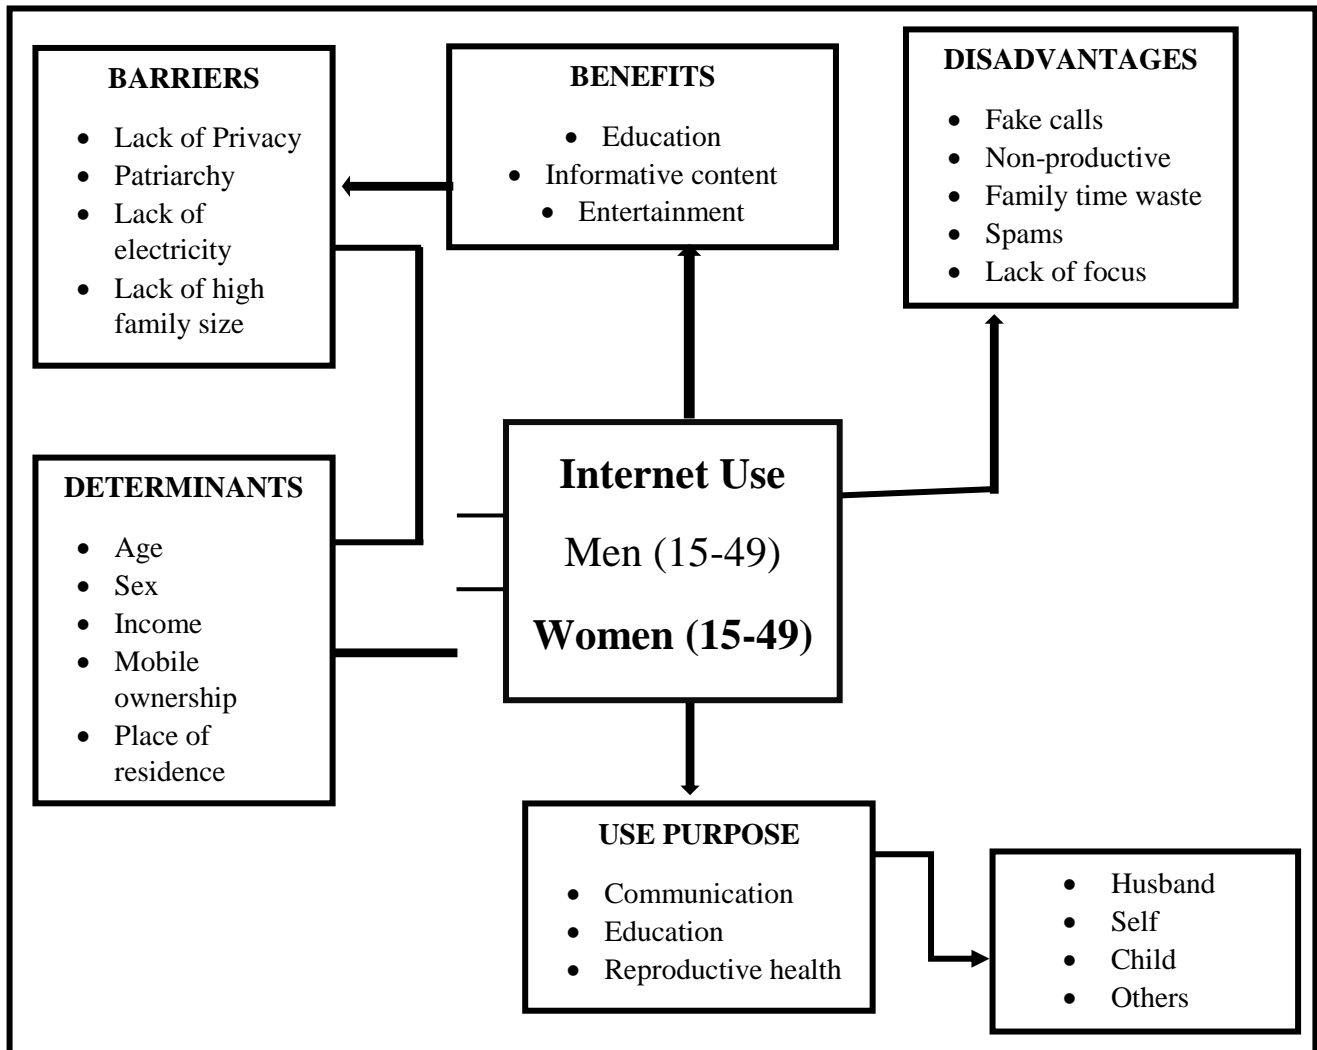 BARRIERS
• Lack of Privacy
• Patriarchy
• Lack of
electricity
• Lack of high
family size
BENEFITS
• Education
• Informative content
• Entertainment
DISADVANTAGES
• Fake calls
• Non-productive
• Family time waste
• Spams
• Lack of focus
DETERMINANTS
• Age
• Sex
• Income
• Mobile
ownership
• Place of
residence
Internet Use
Men (15-49)
Women (15-49)
USE PURPOSE
• Communication
• Education
• Reproductive health
• Husband
• Self
• Child
• Others